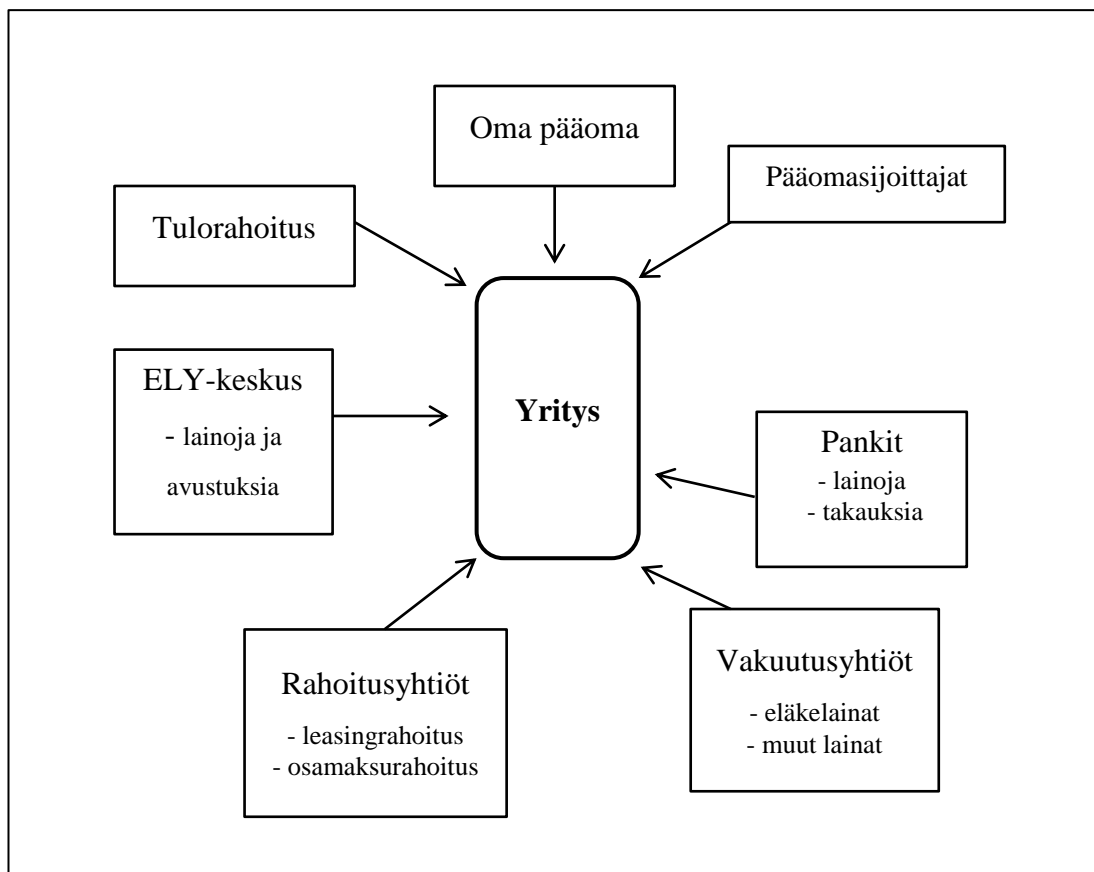 Oma pääoma
Pääomasijoittajat
Tulorahoitus
ELY-keskus
- lainoja ja
avustuksia
Yritys
Pankit
- lainoja
- takauksia
Rahoitusyhtiöt
- leasingrahoitus
- osamaksurahoitus
Vakuutusyhtiöt
- eläkelainat
- muut lainat